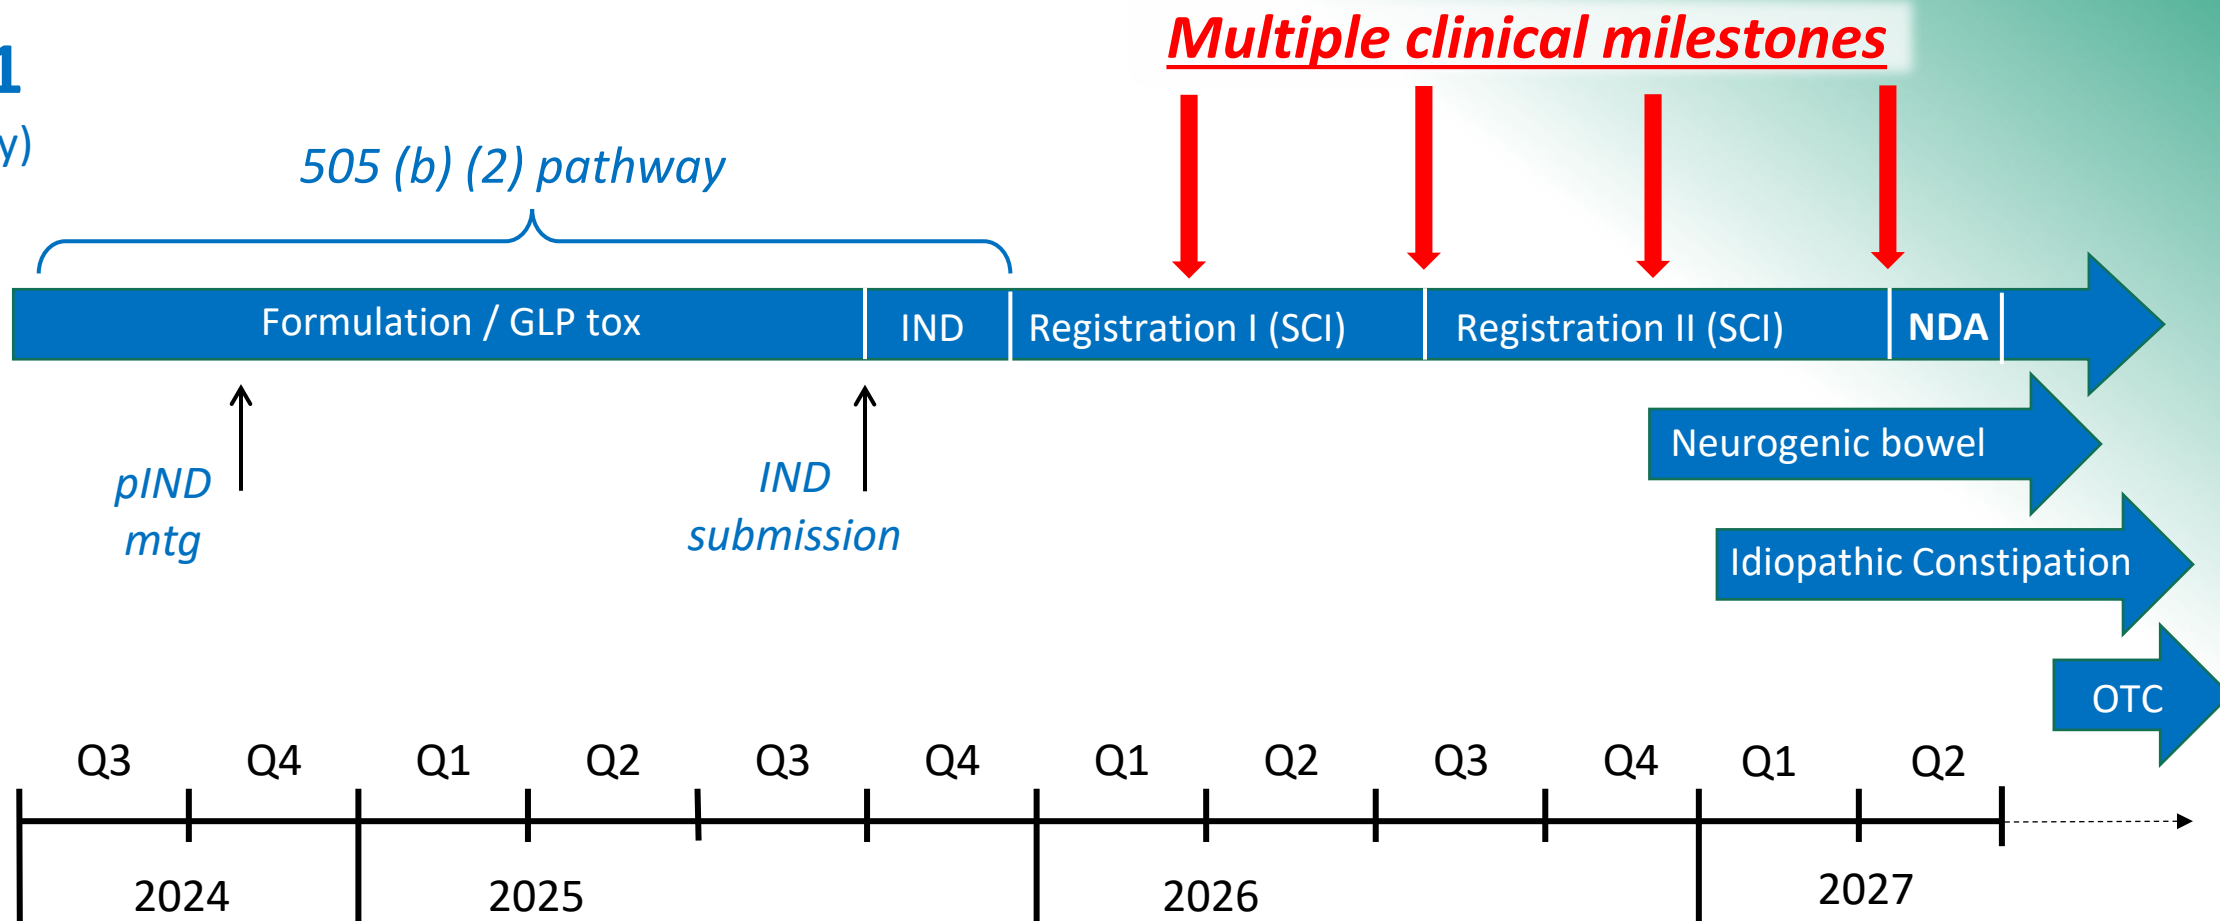 1
y)
Multiple clinical milestones
505 (b) (2) pathway
Formulation / GLP tox
IND
Registration I (SCI)
Registration II (SCI)
NDA
pIND
mtg
IND
submission
Neurogenic bowel
Idiopathic Constipation
OTC
Q3 Q4 Q1 Q2 Q3 Q4 Q1 Q2 Q3 Q4 Q1 Q2
2024 2025 2026 2027